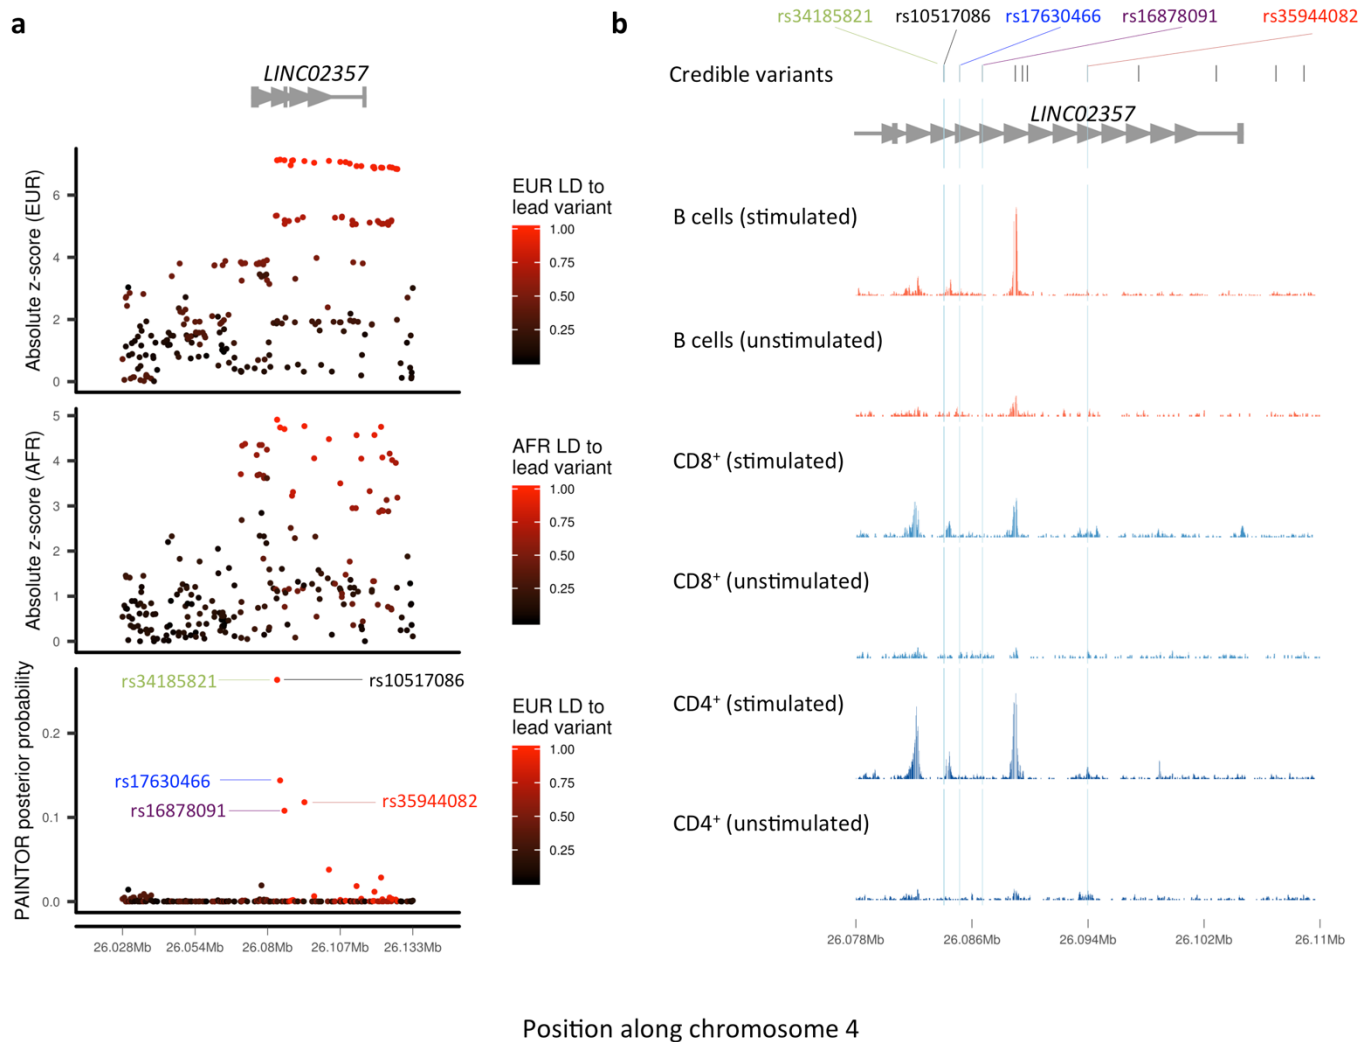 a
LINC02357
Absolute z-score (EUR)
6
4
2
0
EUR LD to
lead variant
1.00
0.75
0.50
0.25
Absolute z-score (AFR)
5
4
3
2
1
0
AFR LD to
lead variant
1.00
0.75
0.50
0.25
PAINTOR posterior probability
0.2
0.1
0.0
rs34185821
rs10517086
rs17630466
rs16878091
rs35944082
EUR LD to
lead variant
1.00
0.75
0.50
0.25
26.028Mb 26.054Mb 26.08Mb 26.107Mb 26.133Mb
b
rs34185821 rs10517086 rs17630466 rs16878091 rs35944082
Credible variants
LINC02357
B cells (stimulated)
B cells (unstimulated)
CD8+ (stimulated)
CD8+ (unstimulated)
CD4+ (stimulated)
CD4+ (unstimulated)
26.078Mb 26.086Mb 26.094Mb 26.102Mb 26.11Mb
Position along chromosome 4